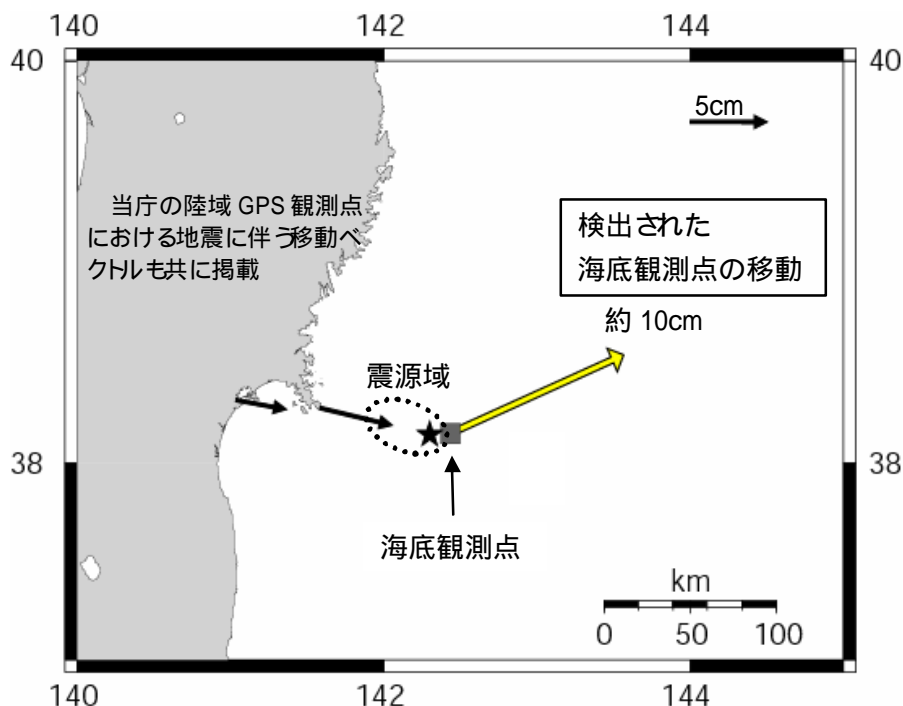 140 142 144
40 40
5cm
当庁の陸域 GPS 観測点
における地震に伴う移動ベ
クトルも共に掲載
検出された
海底観測点の移動
約 10cm
震源域
38 38
海底観測点
km
0 50 100
140 142 144